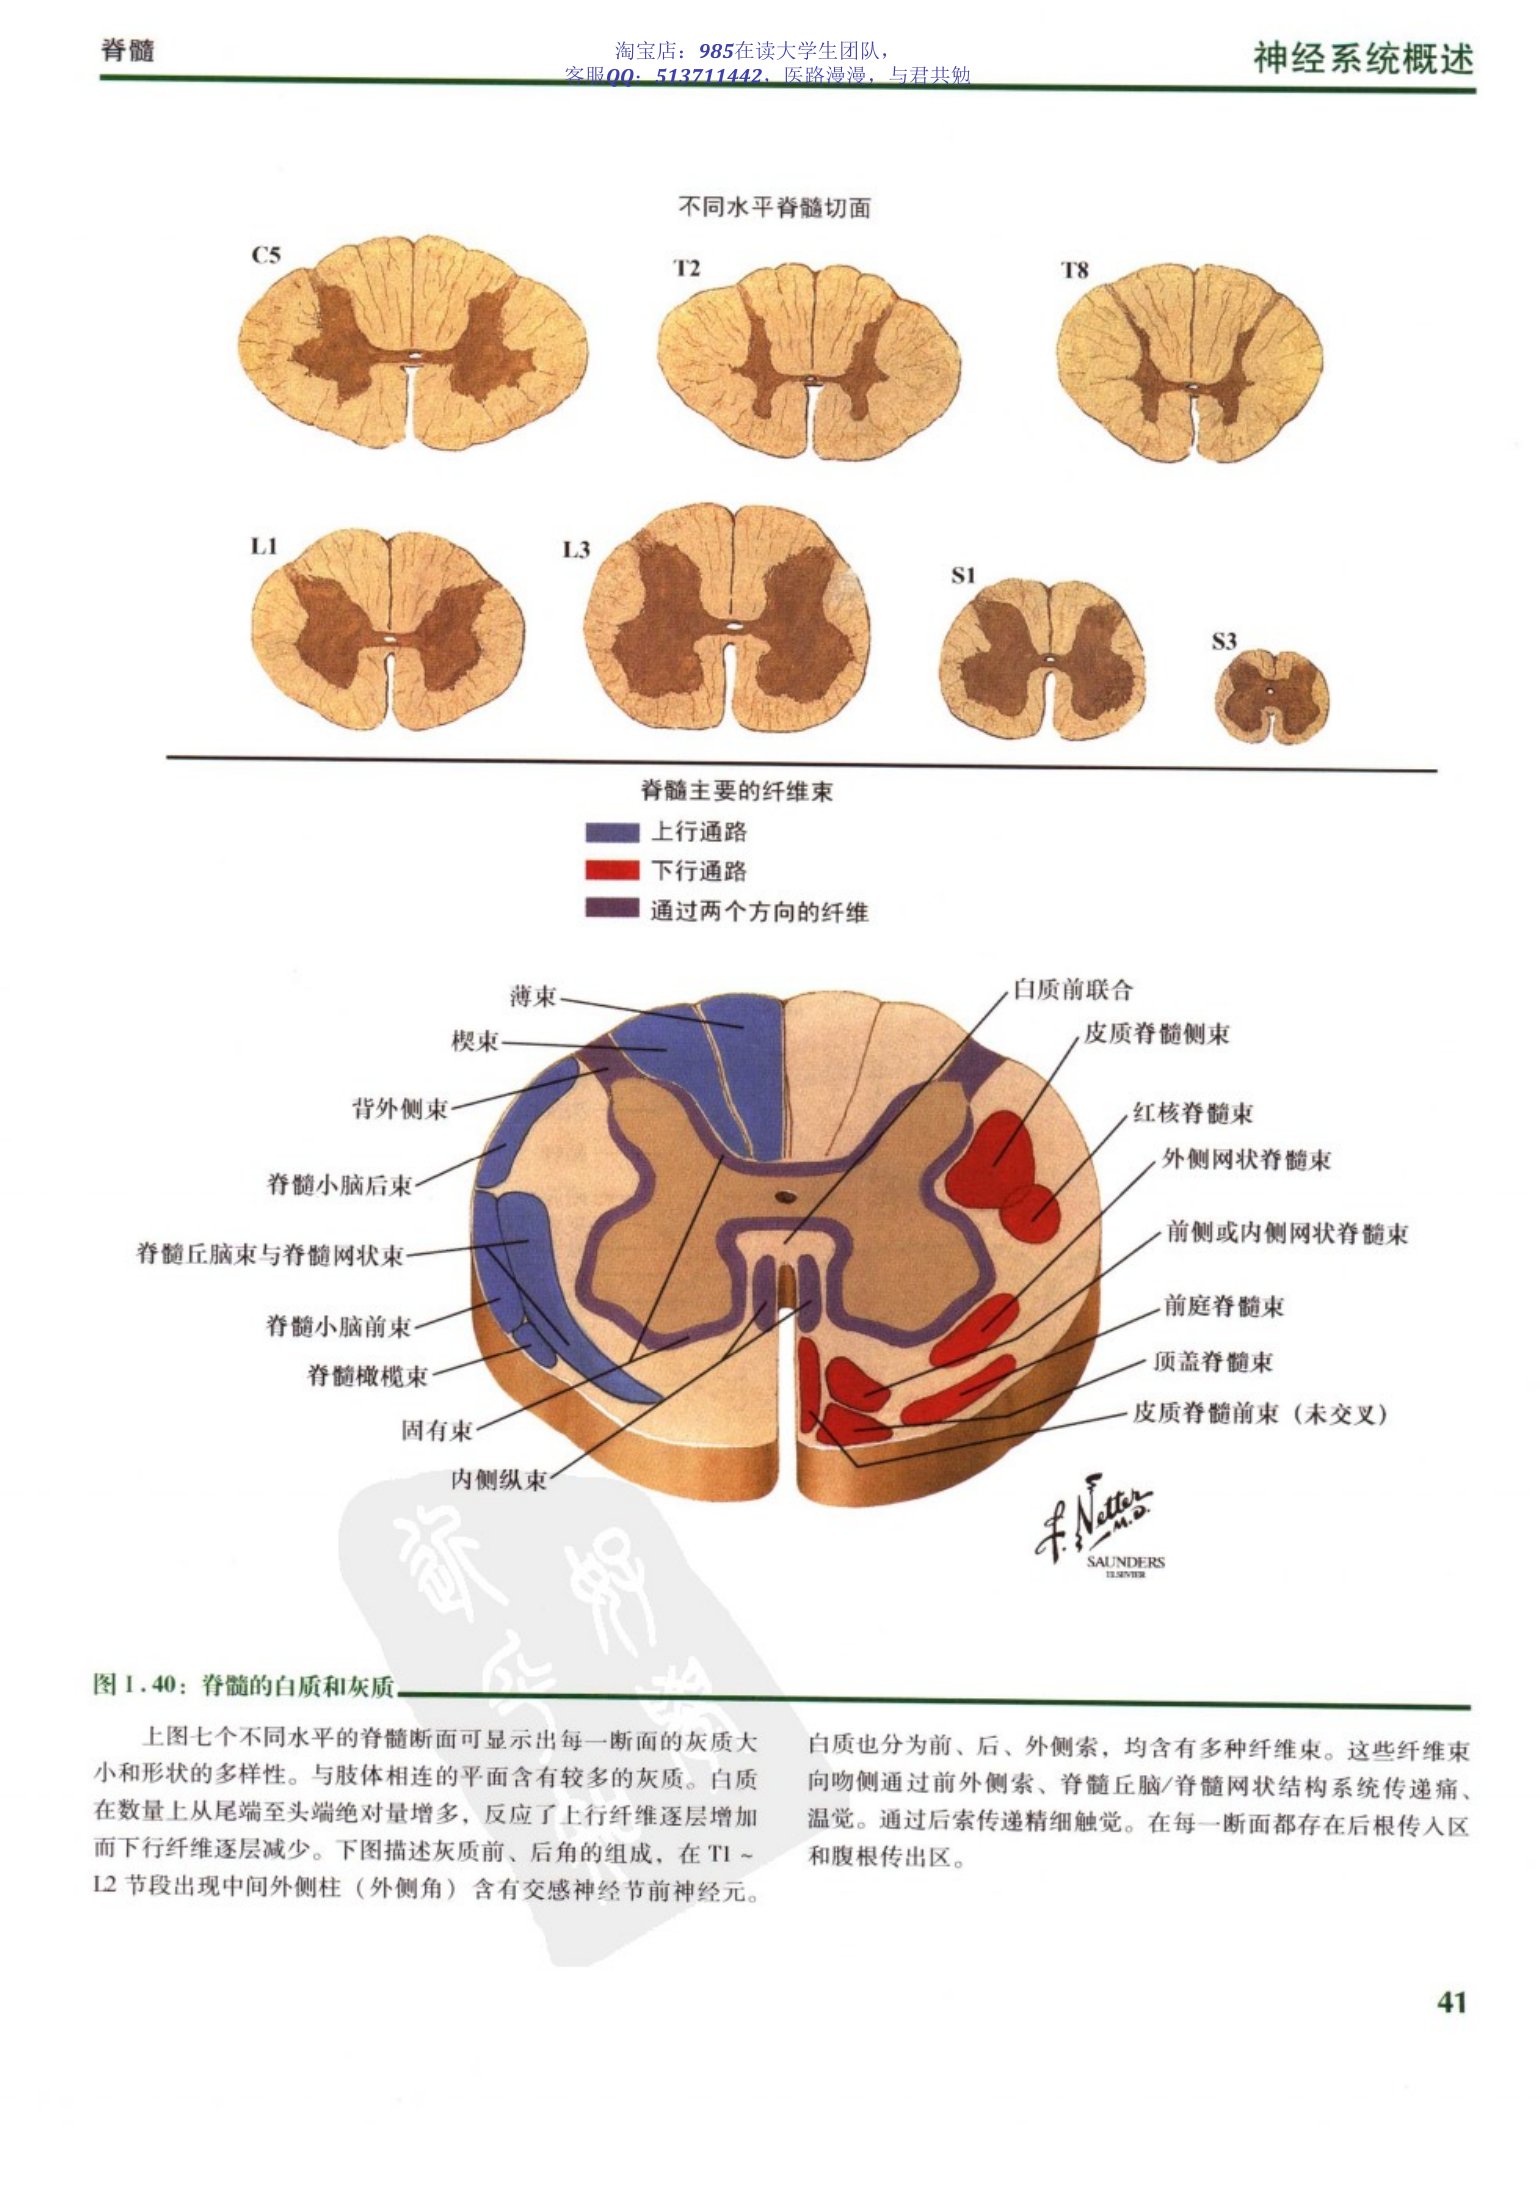 脊髓
淘宝店：985在读大学生团队，
客服QQ：513711442，医路漫漫，与君共勉
神经系统概述
不同水平脊髓切面
C5
T2
T8
L1
L3
S1
S3
脊髓主要的纤维束
上行通路
下行通路
通过两个方向的纤维
薄束
楔束
背外侧束
脊髓小脑后束
脊髓丘脑束与脊髓网状束
脊髓小脑前束
脊髓橄榄束
固有束
内侧纵束
白质前联合
皮质脊髓侧束
红核脊髓束
外侧网状脊髓束
前侧或内侧网状脊髓束
前庭脊髓束
顶盖脊髓束
皮质脊髓前束（未交叉）
F. Netter
M.D.
SAUNDERS
ELSEVIER
图 I.40：脊髓的白质和灰质
上图七个不同水平的脊髓断面可显示出每一断面的灰质大
小和形状的多样性。与肢体相连的平面含有较多的灰质。白质
在数量上从尾端至头端绝对量增多，反应了上行纤维逐层增加
而下行纤维逐层减少。下图描述灰质前、后角的组成，在 T1 ~
L2 节段出现中间外侧柱（外侧角）含有交感神经节前神经元。
白质也分为前、后、外侧索，均含有多种纤维束。这些纤维束
向吻侧通过前外侧索、脊髓丘脑/脊髓网状结构系统传递痛、
温觉。通过后索传递精细触觉。在每一断面都存在后根传入区
和腹根传出区。
41